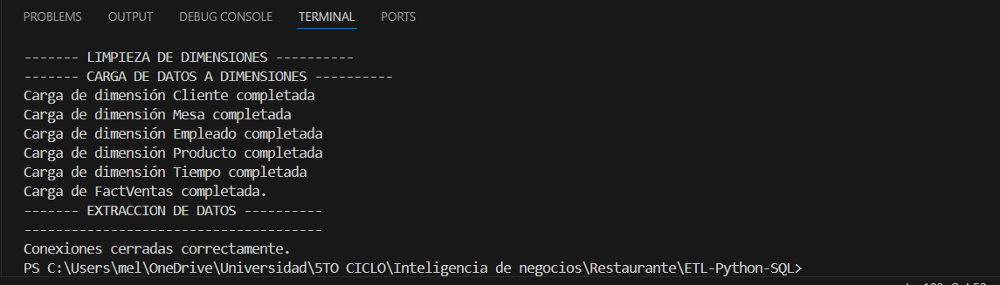 PROBLEMS OUTPUT DEBUG CONSOLE TERMINAL PORTS
------- LIMPIEZA DE DIMENSIONES ----------
------- CARGA DE DATOS A DIMENSIONES ----------
Carga de dimensión Cliente completada
Carga de dimensión Mesa completada
Carga de dimensión Empleado completada
Carga de dimensión Producto completada
Carga de dimensión Tiempo completada
Carga de FactVentas completada.
------- EXTRACCION DE DATOS ----------
--------------------------------------
Conexiones cerradas correctamente.
PS C:\Users\mel\OneDrive\Universidad\5TO CICLO\Inteligencia de negocios\Restaurante\ETL-Python-SQL>